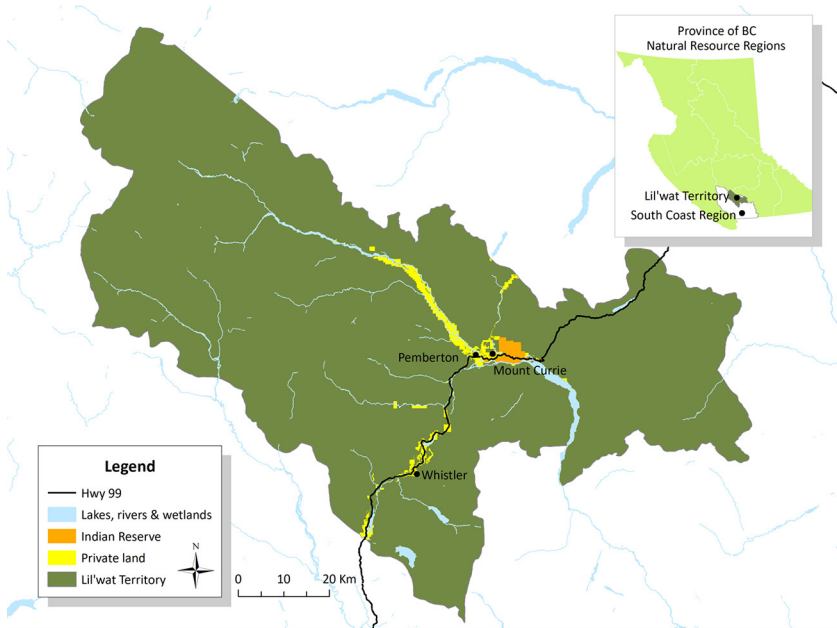 Province of BC
Natural Resource Regions
Lil'wat Territory
South Coast Region
Pemberton
Mount Currie
Whistler
Legend
Hwy 99
Lakes, rivers & wetlands
Indian Reserve
Private land
Lil'wat Territory
N
0 10 20 Km